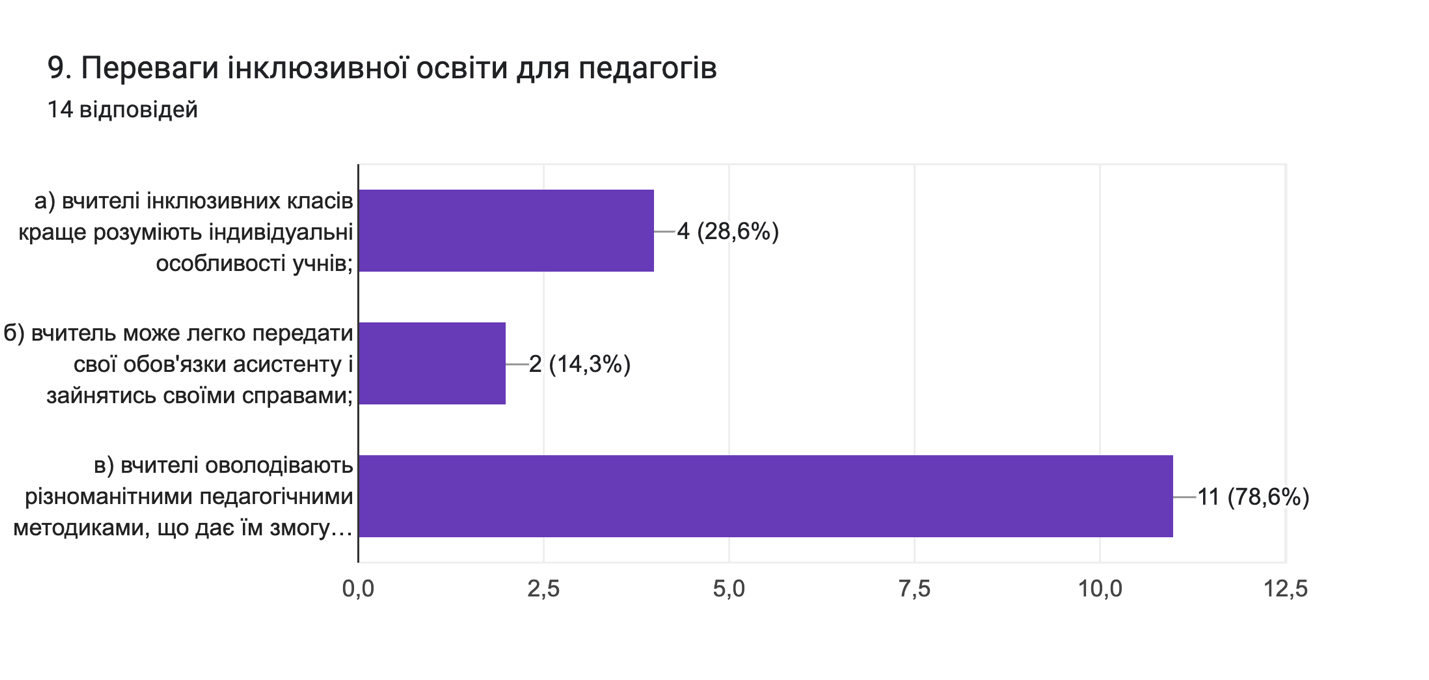 9. Переваги інклюзивної освіти для педагогів
14 відповідей
а) вчителі інклюзивних класів
краще розуміють індивідуальні
особливості учнів;
4 (28,6%)
б) вчитель може легко передати
свої обов'язки асистенту і
зайнятись своїми справами;
2 (14,3%)
в) вчителі оволодівають
різноманітними педагогічними
методиками, що дає їм змогу…
11 (78,6%)
0,0 2,5 5,0 7,5 10,0 12,5